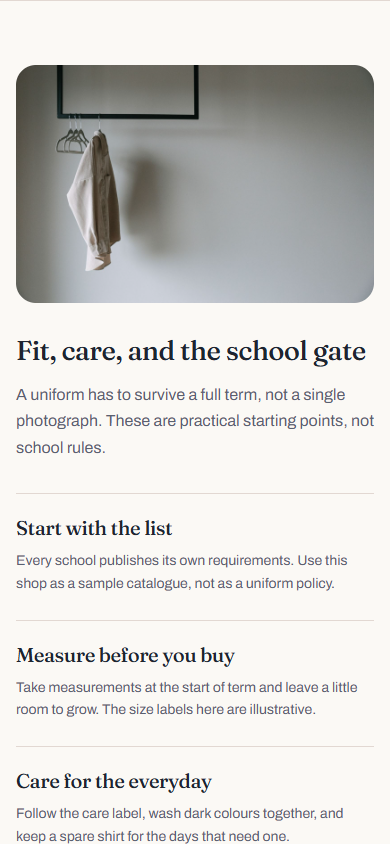 Fit, care, and the school gate
A uniform has to survive a full term, not a single
photograph. These are practical starting points, not
school rules.
Start with the list
Every school publishes its own requirements. Use this
shop as a sample catalogue, not as a uniform policy.
Measure before you buy
Take measurements at the start of term and leave a little
room to grow. The size labels here are illustrative.
Care for the everyday
Follow the care label, wash dark colours together, and
keep a spare shirt for the days that need one.